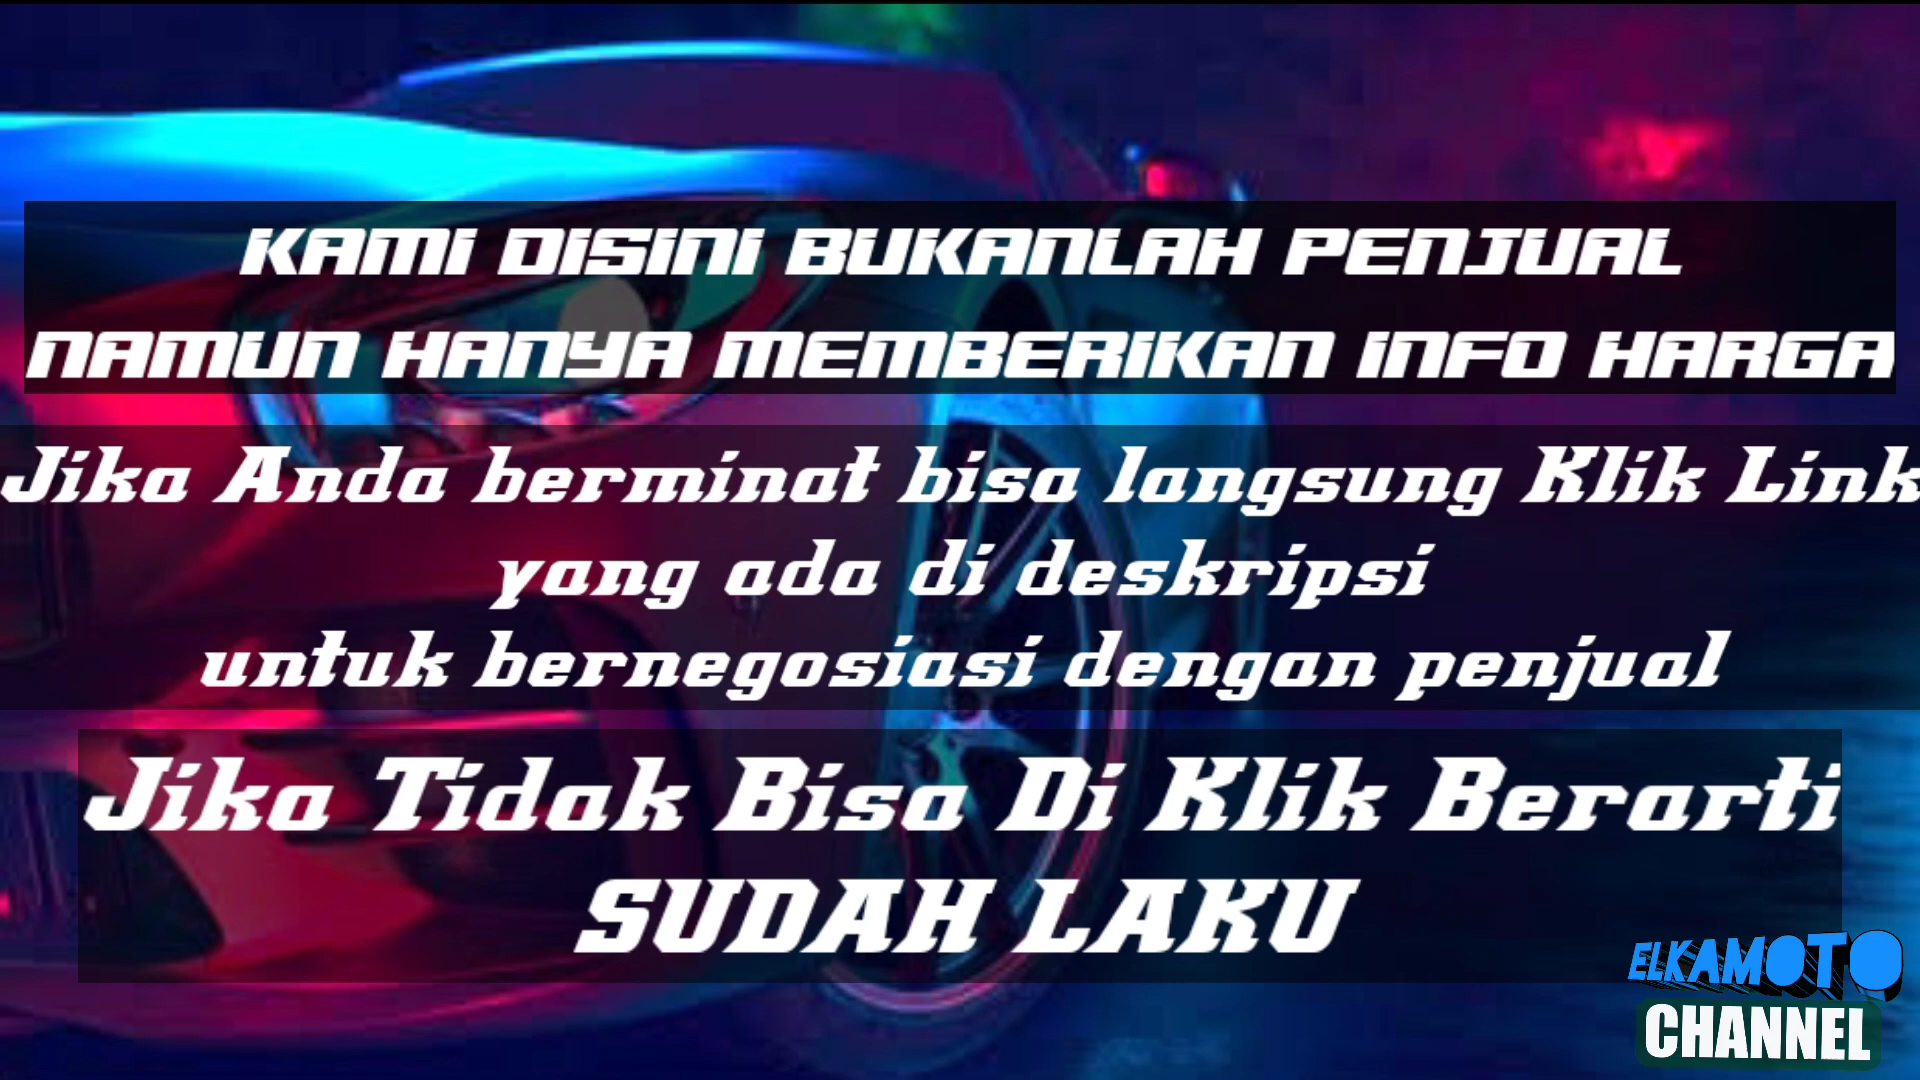 KAMI DISINI BUKANLAH PENJUAL
NAMUN HANYA MEMBERIKAN INFO HARGA
Jika Anda berminat bisa langsung Klik Link
yang ada di deskripsi
untuk bernegosiasi dengan penjual
Jika Tidak Bisa Di Klik Berarti
SUDAH LAKU
ELKAMOTO
CHANNEL